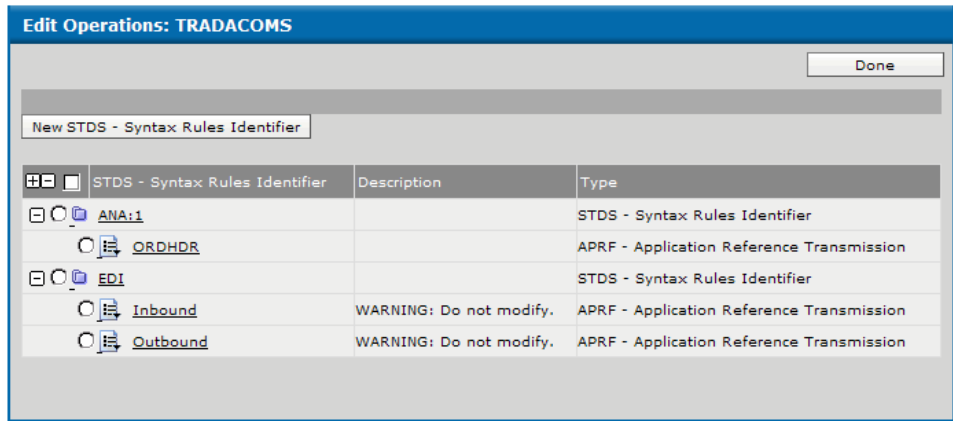 Edit Operations: TRADACOMS
Done
New STDS - Syntax Rules Identifier
STDS - Syntax Rules Identifier Description Type
ANA:1 STDS - Syntax Rules Identifier
ORDHDR APRF - Application Reference Transmission
EDI STDS - Syntax Rules Identifier
Inbound WARNING: Do not modify. APRF - Application Reference Transmission
Outbound WARNING: Do not modify. APRF - Application Reference Transmission